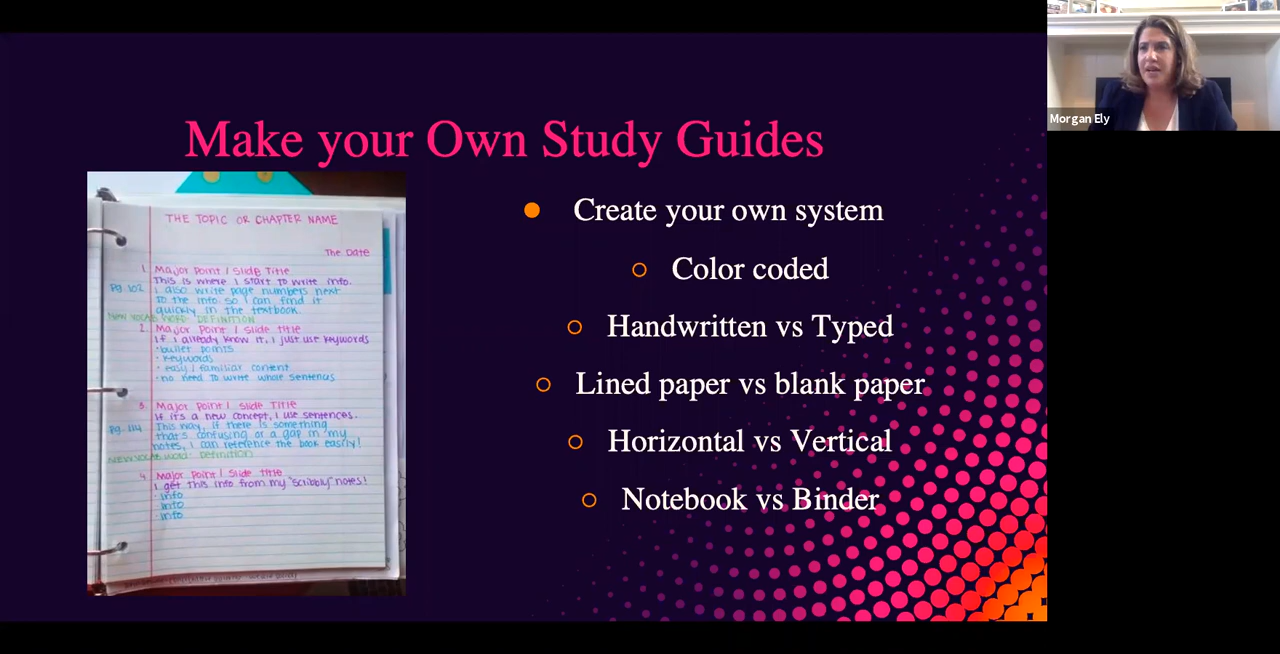 Make your Own Study Guides
THE TOPIC OR CHAPTER NAME
The Date
1. Major Point / Slide Title
This is where I start to write info.
Pg. 102 I also write page numbers next
to the info so I can find it
quickly in the textbook.
NEW VOCAB WORD: DEFINITION
2. Major Point / Slide title
If I already know it, I just use keywords
· bullet points
· keywords
· easy / familiar content
· no need to write whole sentences
3. Major Point / Slide Title
If it's a new concept, I use sentences.
Pg. 114 This way, if there is something
that's confusing or a gap in my
notes, I can reference the book easily!
NEW VOCAB Word: Definition
4. Major Point / Slide title
I get this info from my "scribbly" notes!
· info
· info
· info
Create your own system
Color coded
Handwritten vs Typed
Lined paper vs blank paper
Horizontal vs Vertical
Notebook vs Binder
Morgan Ely